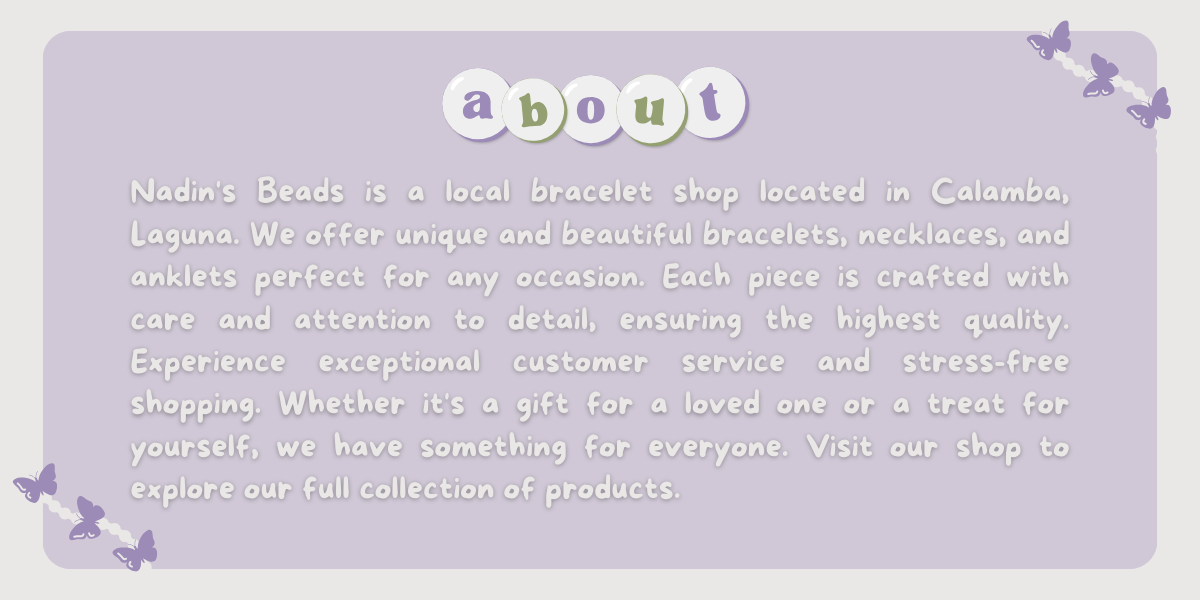 about
Nadin's Beads is a local bracelet shop located in Calamba,
Laguna. We offer unique and beautiful bracelets, necklaces, and
anklets perfect for any occasion. Each piece is crafted with
care and attention to detail, ensuring the highest quality.
Experience exceptional customer service and stress-free
shopping. Whether it's a gift for a loved one or a treat for
yourself, we have something for everyone. Visit our shop to
explore our full collection of products.